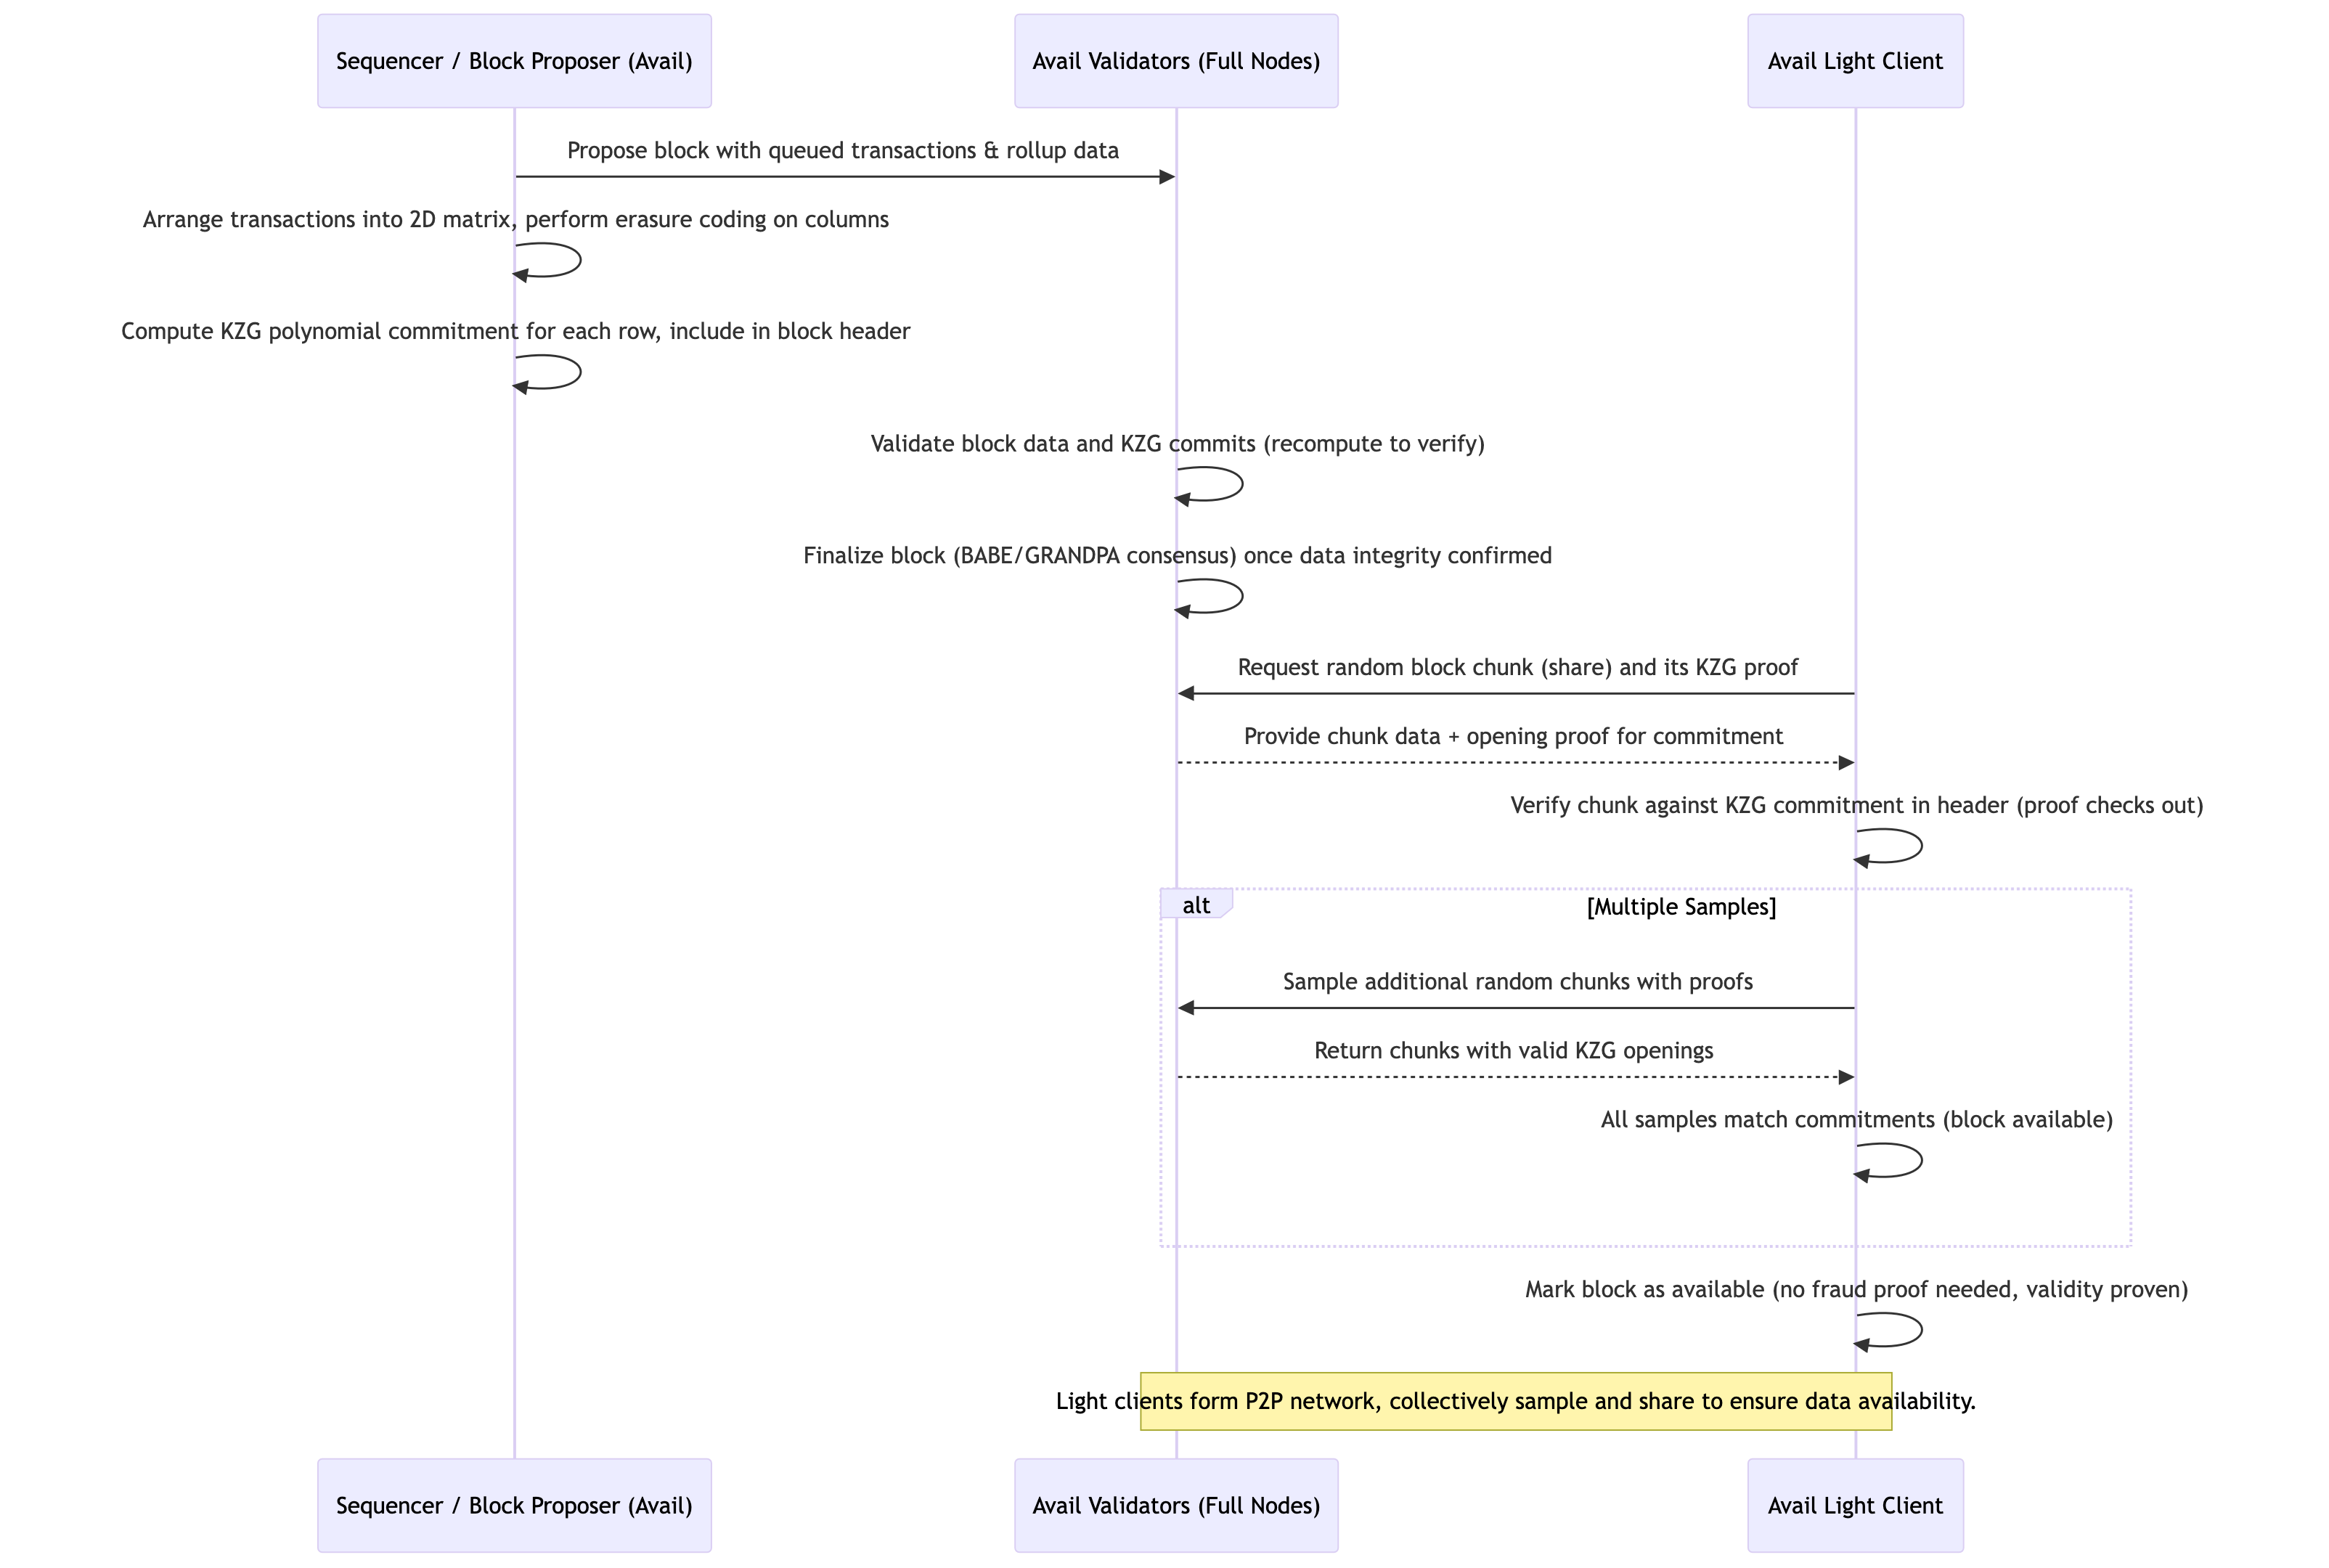 Sequencer / Block Proposer (Avail)
Avail Validators (Full Nodes)
Avail Light Client
Propose block with queued transactions & rollup data
Arrange transactions into 2D matrix, perform erasure coding on columns
Compute KZG polynomial commitment for each row, include in block header
Validate block data and KZG commits (recompute to verify)
Finalize block (BABE/GRANDPA consensus) once data integrity confirmed
Request random block chunk (share) and its KZG proof
Provide chunk data + opening proof for commitment
Verify chunk against KZG commitment in header (proof checks out)
alt
[Multiple Samples]
Sample additional random chunks with proofs
Return chunks with valid KZG openings
All samples match commitments (block available)
Mark block as available (no fraud proof needed, validity proven)
Light clients form P2P network, collectively sample and share to ensure data availability.
Sequencer / Block Proposer (Avail)
Avail Validators (Full Nodes)
Avail Light Client